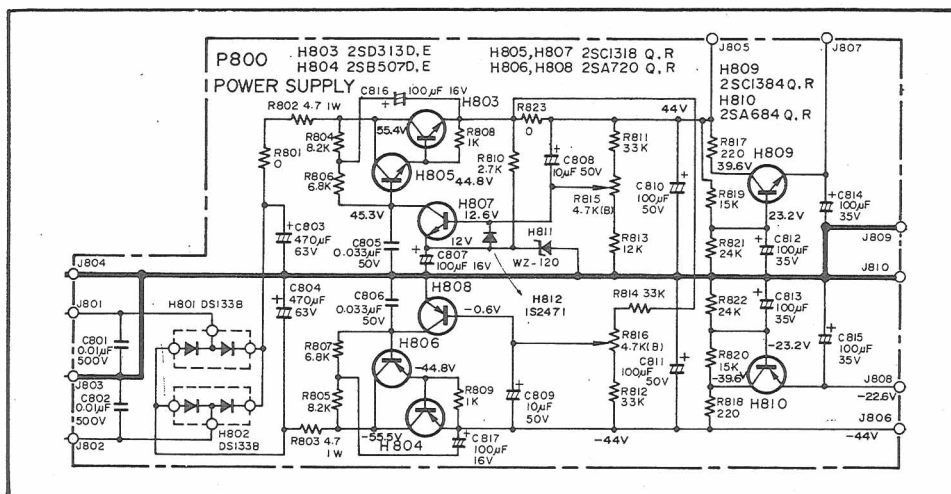 P800
POWER SUPPLY
H803 2SD313D,E
H804 2SB507D,E
H805,H807 2SC1318 Q,R
H806,H808 2SA720 Q,R
J805
J807
H809
2SC1384Q,R
H810
2SA684Q,R
C816
100μF 16V
H803
R802 4.7 1W
R823
0
44V
55.4V
R801
0
R804
8.2K
R806
6.8K
R808
1K
H805
44.8V
R810
2.7K
C808
10μF 50V
R811
33K
R815
4.7K(B)
R813
12K
C810
100μF
50V
R817
220
39.6V
H809
R819
15K
23.2V
C814
100μF
35V
45.3V
H807
12.6V
H811
12V
WZ-120
C803
470μF
63V
C805
0.033μF
50V
C807
100μF 16V
R821
24K
C812
100μF
35V
J809
J804
J810
C804
470μF
63V
C806
0.033μF
50V
H808
H812
1S2471
R814 33K
R822
24K
C813
100μF
35V
J801
H801 DS133B
C801
0.01μF
500V
-0.6V
R816
4.7K(B)
C811
100μF
50V
R807
6.8K
H806
-44.8V
R820
15K
-39.6V
-23.2V
C815
100μF
35V
J803
C802
0.01μF
500V
R805
8.2K
R809
1K
C809
10μF
50V
R812
33K
R818
220
H810
J808
-22.6V
J802
H802
DS133B
R803 4.7
1W
-55.5V
H804
C817
100μF
16V
-44V
J806
-44V